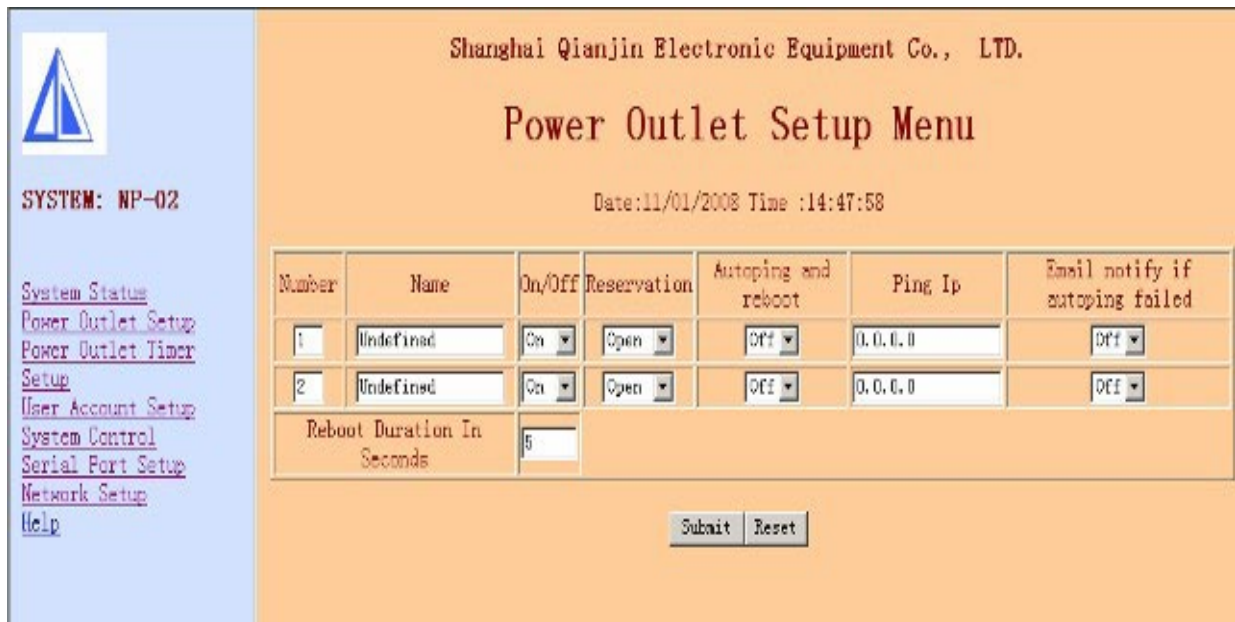 Shanghai Qianjin Electronic Equipment Co., LTD.
Power Outlet Setup Menu
Date:11/01/2008 Time :14:47:58
SYSTEM: NP-02
System Status
Power Outlet Setup
Power Outlet Timer
Setup
User Account Setup
System Control
Serial Port Setup
Network Setup
Help
Number Name On/Off Reservation Autoping and reboot Ping Ip Email notify if autoping failed
1 Undefined On Open Off 0.0.0.0 Off
2 Undefined On Open Off 0.0.0.0 Off
Reboot Duration In
Seconds
5
Submit Reset